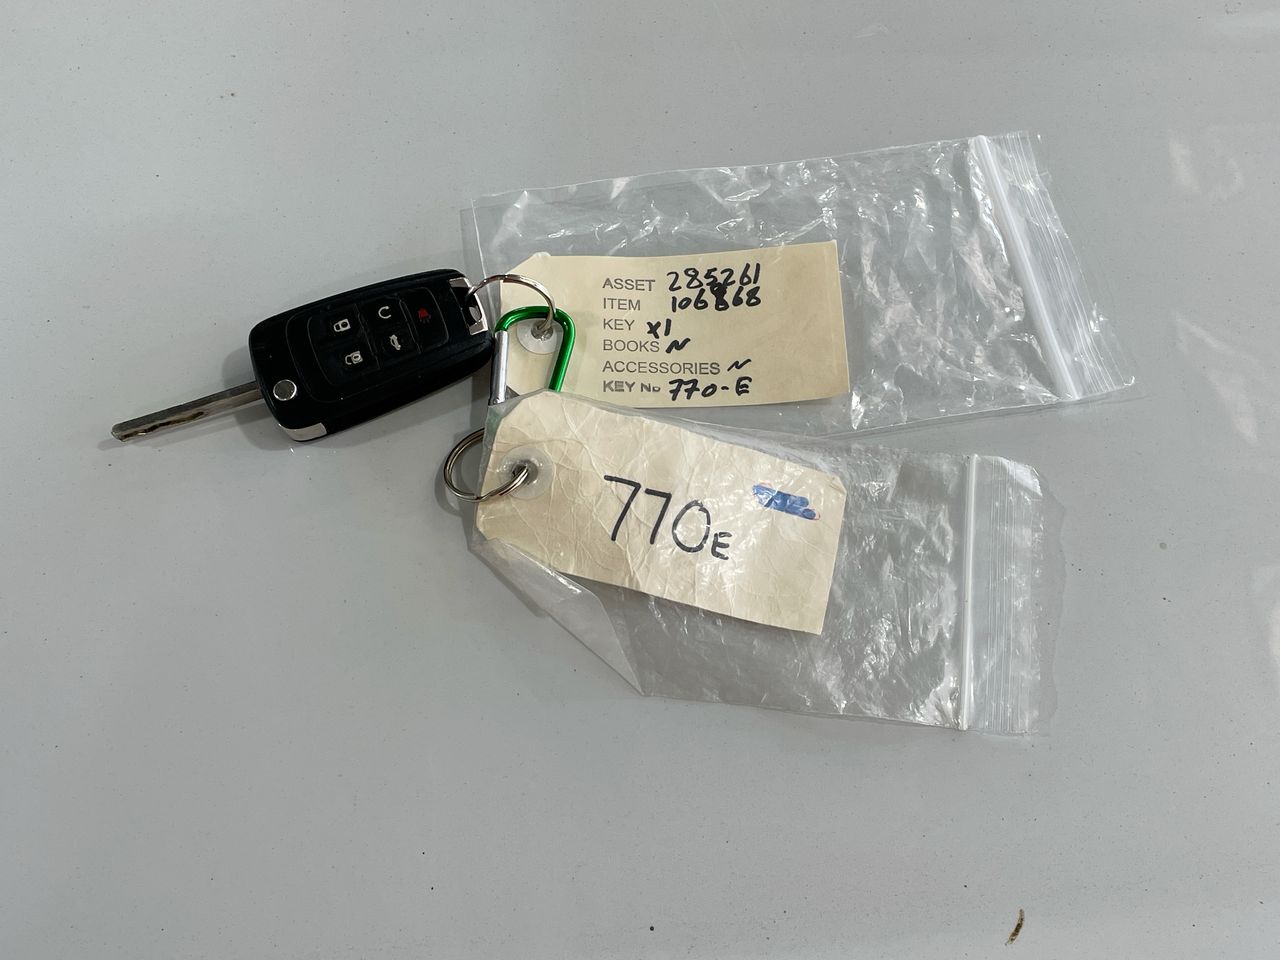 ASSET 285261
ITEM 106868
KEY x1
BOOKS N
ACCESSORIES N
KEY No 770-E
770E